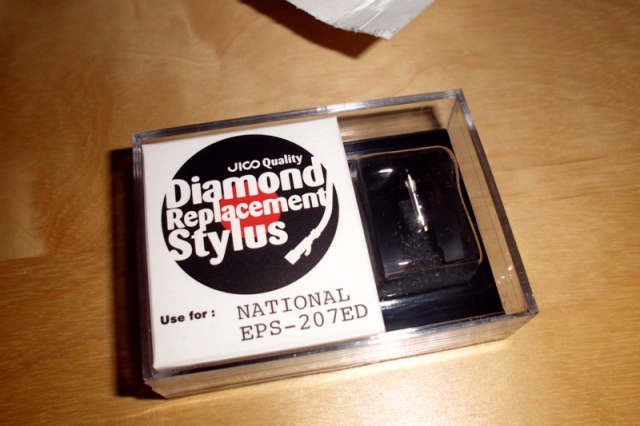 JICO Quality
Diamond
Replacement
Stylus
Use for : NATIONAL
EPS-207ED